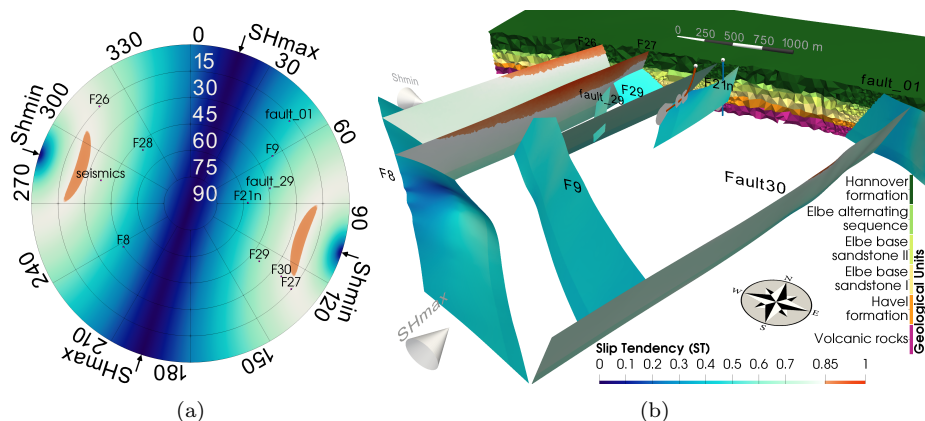 (a)
0
SHmax
30
60
90
Shmin
120
150
180
210
SHmax
240
270
Shmin
300
330
15
30
45
60
75
90
F26
F28
seismics
F8
fault_01
F9
fault_29
F21n
F29
F30
F27
(b)
0 250 500 750 1000 m
F26
F27
fault_01
F29
F21n
fault_29
Shmin
F8
F9
Fault30
SHmax
N
W
E
S
Hannover
formation
Elbe alternating
sequence
Elbe base
sandstone II
Elbe base
sandstone I
Havel
formation
Volcanic rocks
Geological Units
Slip Tendency (ST)
0 0.1 0.2 0.3 0.4 0.5 0.6 0.7 0.85 1